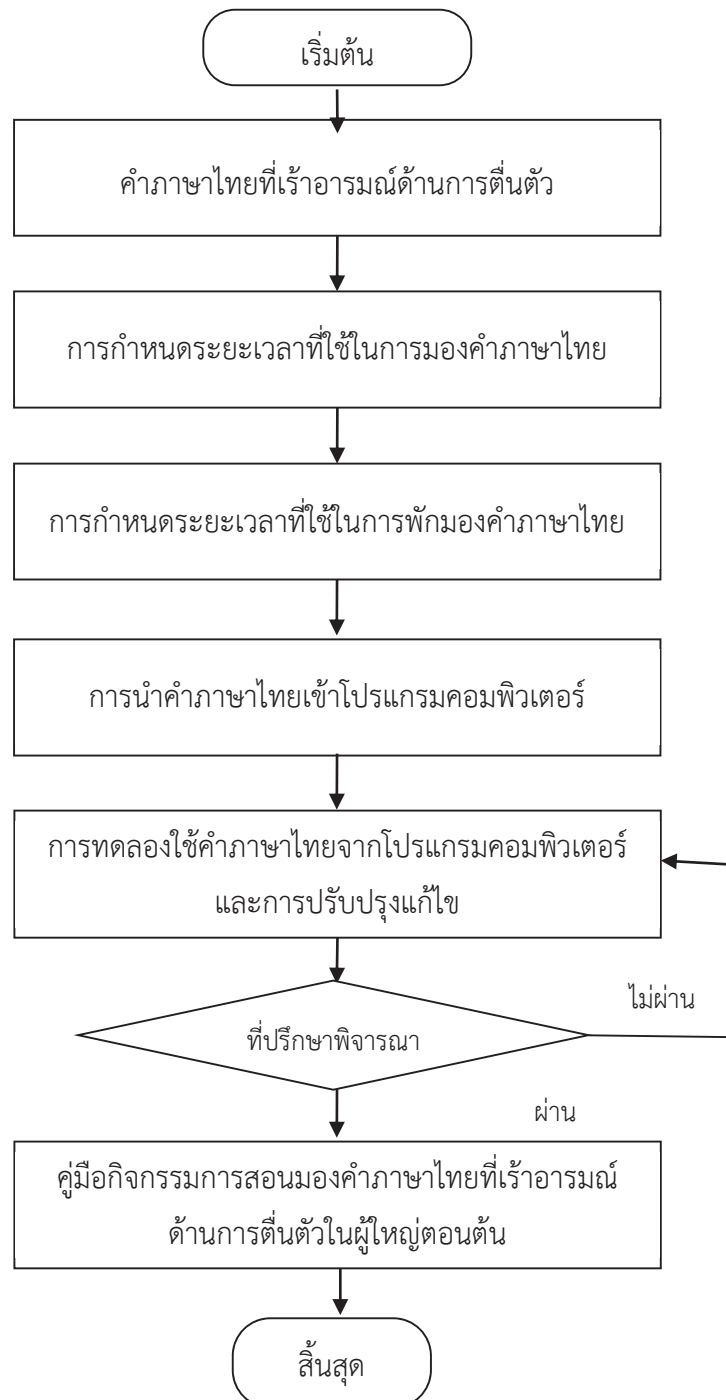 เริ่มต้น
คำภาษาไทยที่เร้าอารมณ์ด้านการตื่นตัว
การกำหนดระยะเวลาที่ใช้ในการมองคำภาษาไทย
การกำหนดระยะเวลาที่ใช้ในการพักมองคำภาษาไทย
การนำคำภาษาไทยเข้าโปรแกรมคอมพิวเตอร์
การทดลองใช้คำภาษาไทยจากโปรแกรมคอมพิวเตอร์
และการปรับปรุงแก้ไข
ไม่ผ่าน
ที่ปรึกษาพิจารณา
ผ่าน
คู่มือกิจกรรมการสอนมองคำภาษาไทยที่เร้าอารมณ์
ด้านการตื่นตัวในผู้ใหญ่ตอนต้น
สิ้นสุด